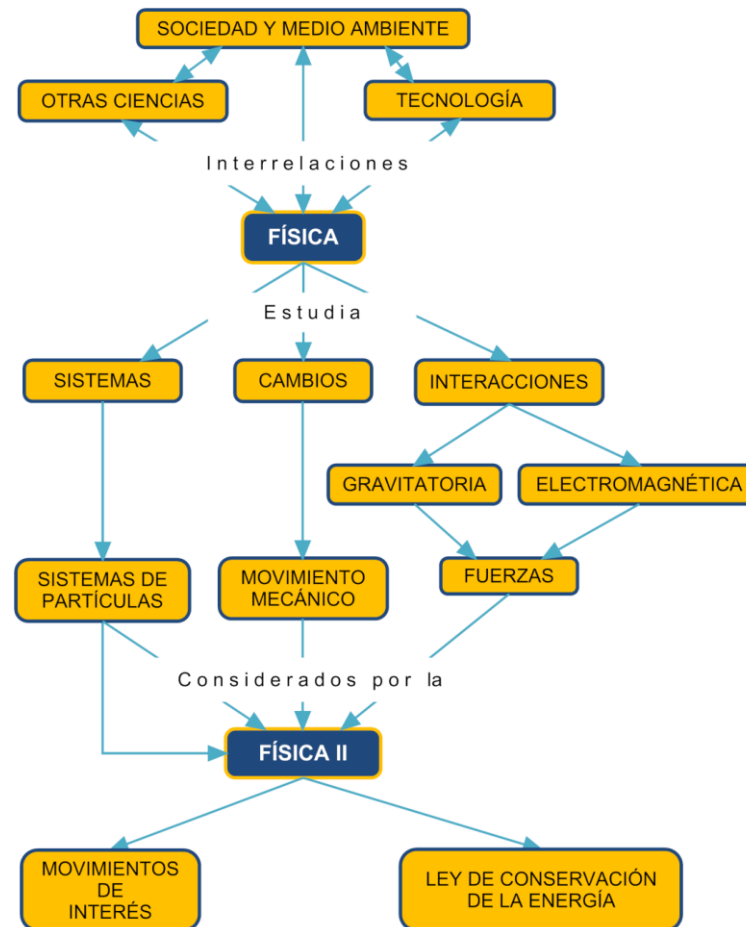 SOCIEDAD Y MEDIO AMBIENTE
OTRAS CIENCIAS
TECNOLOGÍA
Interrelaciones
FÍSICA
Estudia
SISTEMAS
CAMBIOS
INTERACCIONES
GRAVITATORIA
ELECTROMAGNÉTICA
SISTEMAS DE
PARTÍCULAS
MOVIMIENTO
MECÁNICO
FUERZAS
Considerados por la
FÍSICA II
MOVIMIENTOS
DE
INTERÉS
LEY DE CONSERVACIÓN
DE LA ENERGÍA